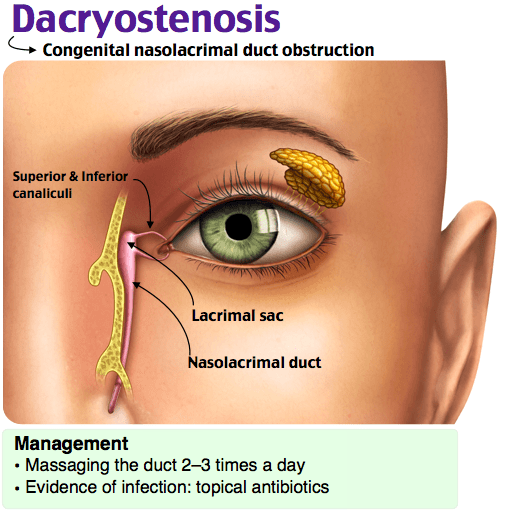 Dacryostenosis
Congenital nasolacrimal duct obstruction
Superior & Inferior
canaliculi
Lacrimal sac
Nasolacrimal duct
Management
• Massaging the duct 2–3 times a day
• Evidence of infection: topical antibiotics